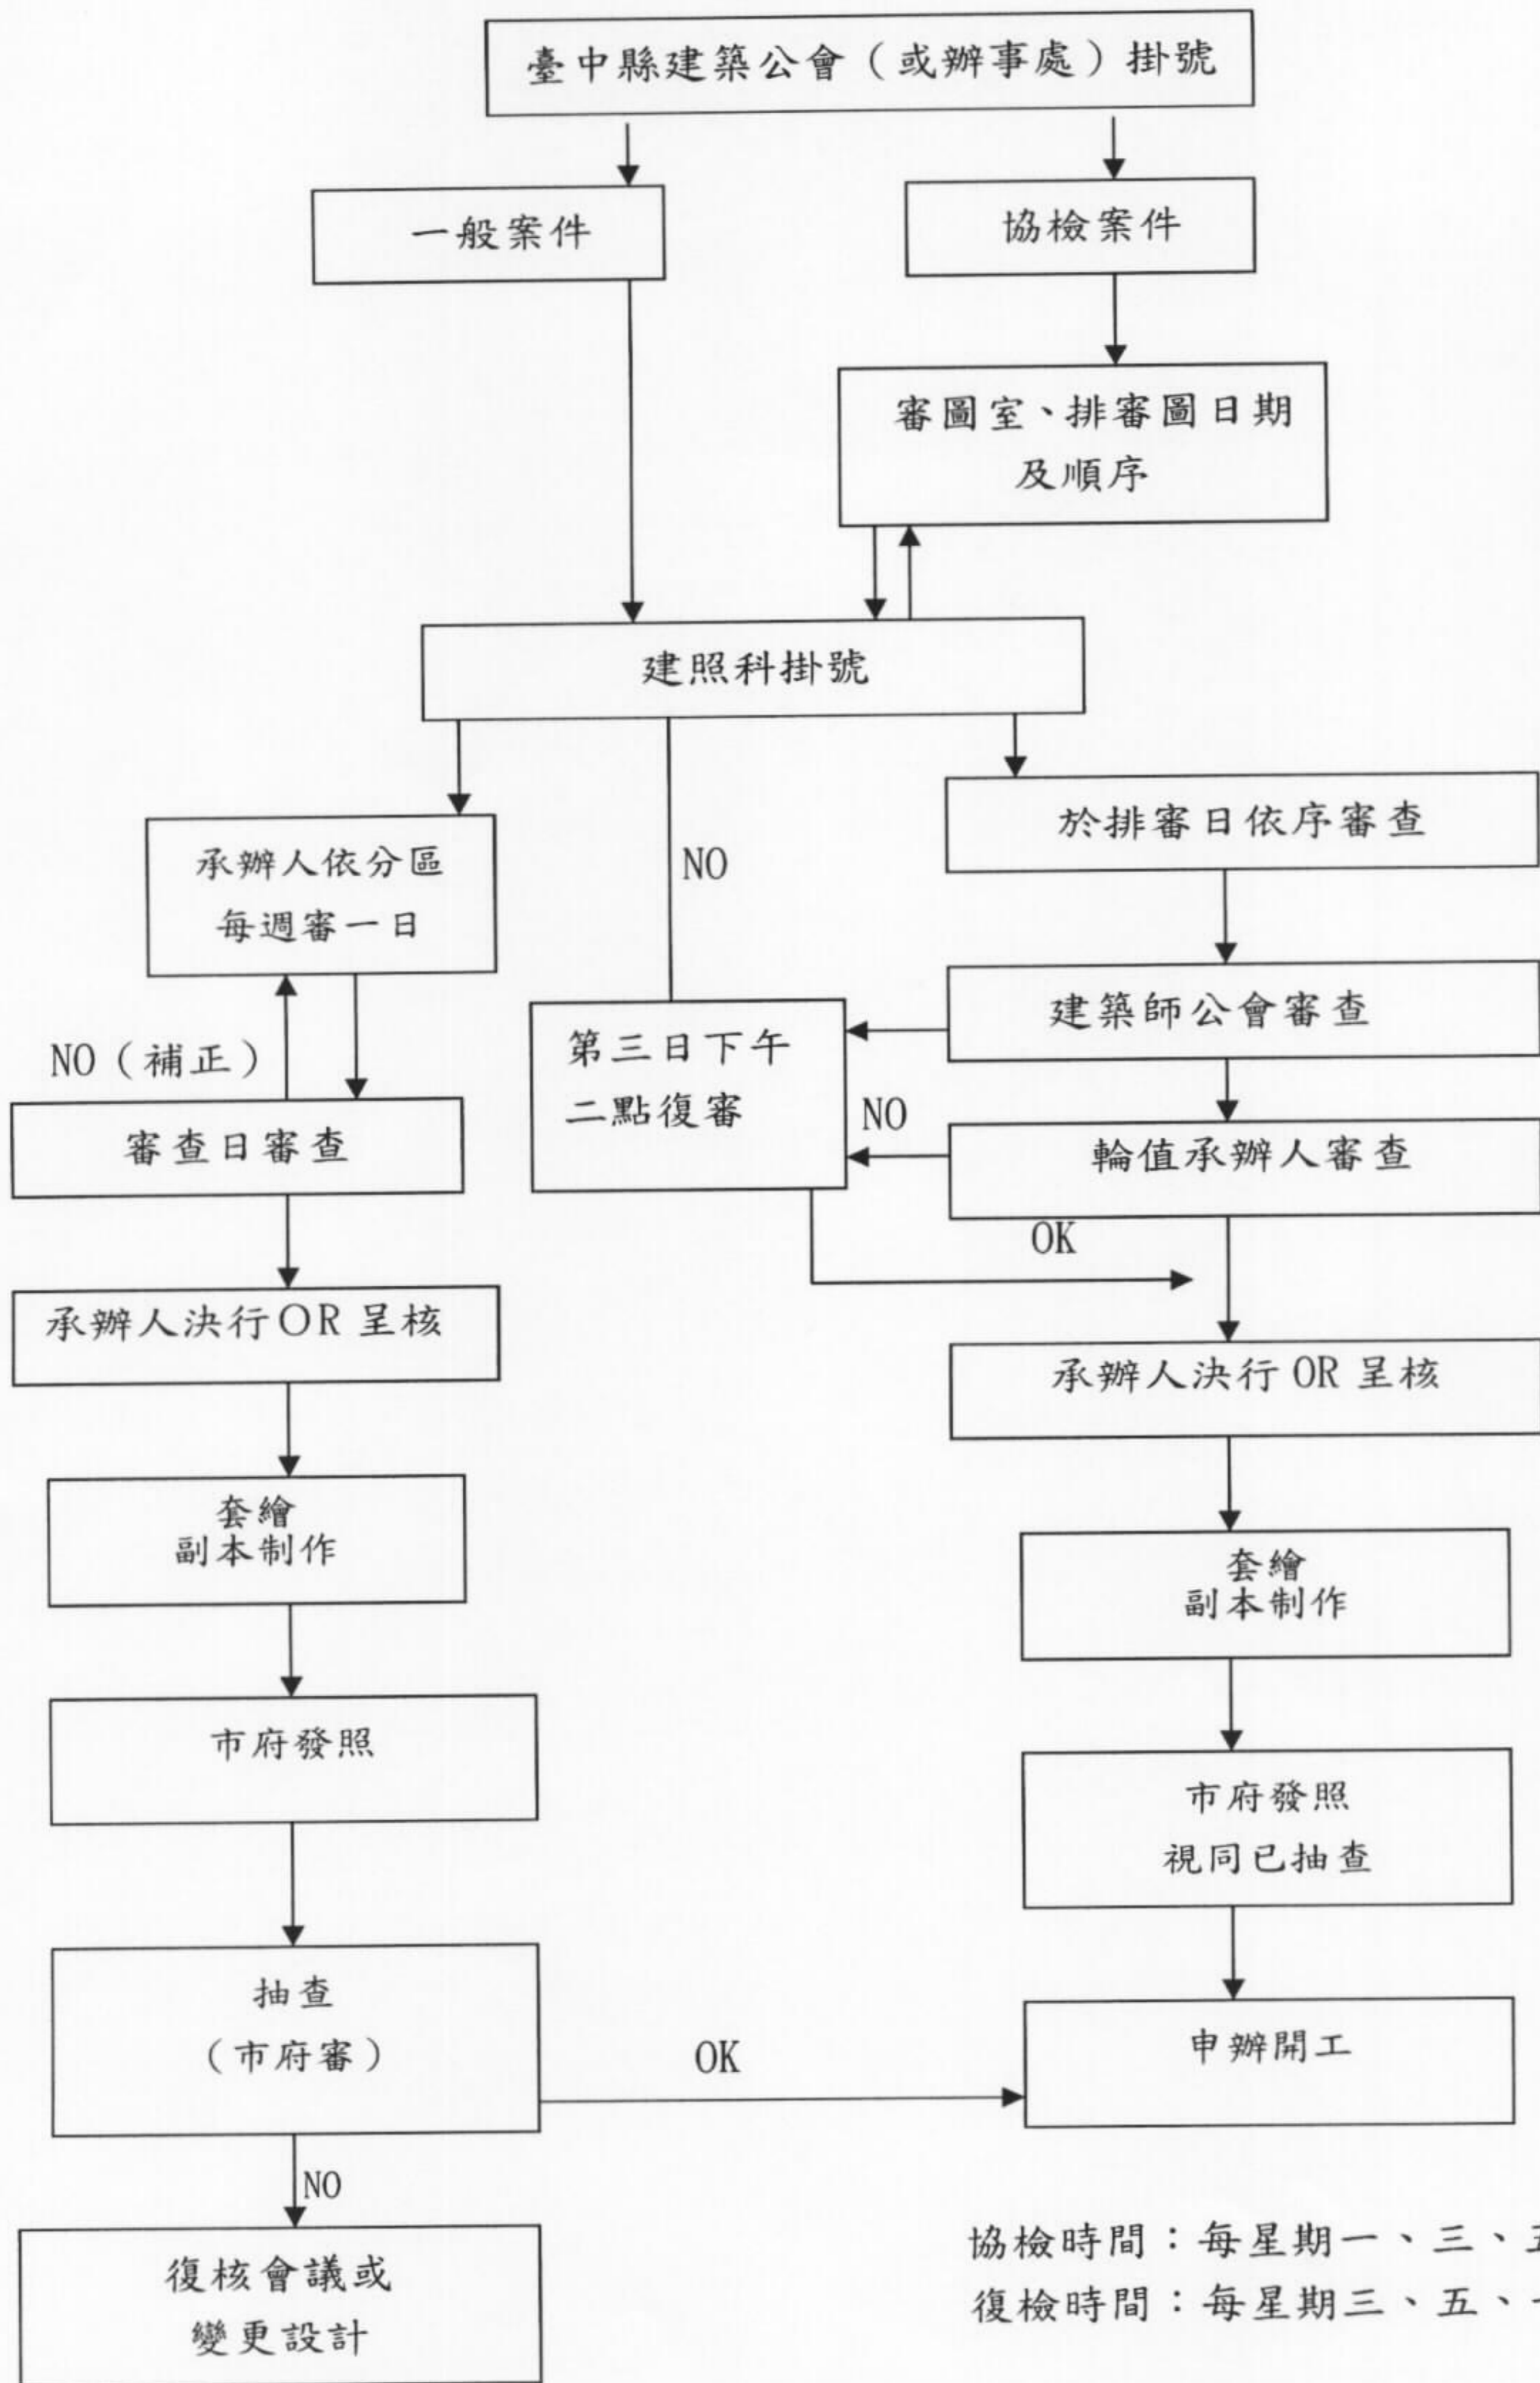 臺中縣建築公會（或辦事處）掛號
一般案件
協檢案件
審圖室、排審圖日期
及順序
建照科掛號
NO
於排審日依序審查
承辦人依分區
每週審一日
建築師公會審查
第三日下午
二點復審
NO（補正）
NO
審查日審查
輪值承辦人審查
OK
承辦人決行OR呈核
承辦人決行 OR 呈核
套繪
副本制作
套繪
副本制作
市府發照
市府發照
視同已抽查
抽查
（市府審）
OK
申辦開工
NO
復核會議或
變更設計
協檢時間：每星期一、三、五
復檢時間：每星期三、五、